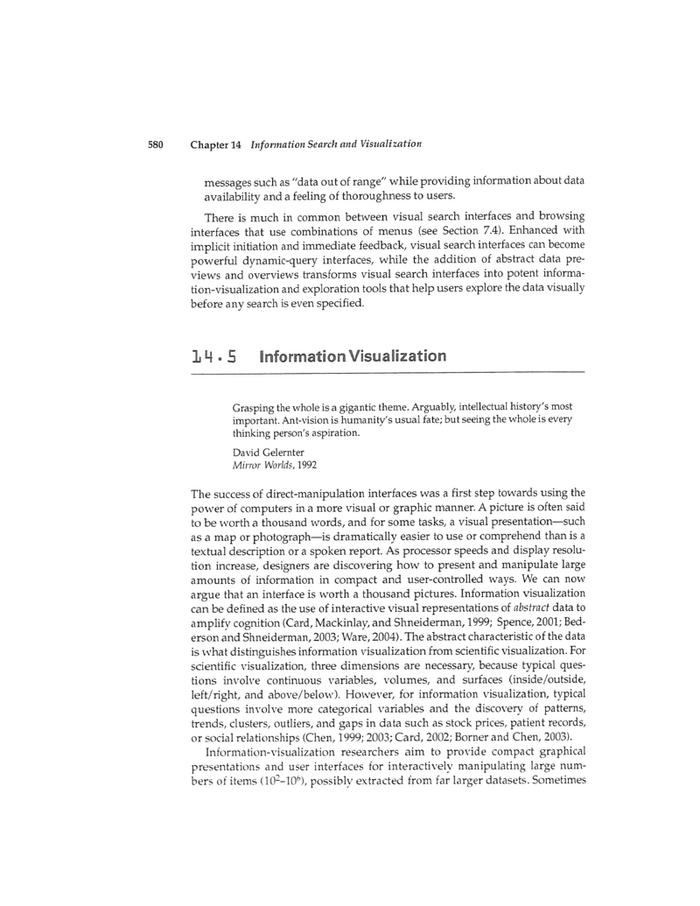 580 Chapter 14 Information Search and Visualization
messages such as "data out of range" while providing information about data
availability and a feeling of thoroughness to users.
There is much in common between visual search interfaces and browsing
interfaces that use combinations of menus (see Section 7.4). Enhanced with
implicit initiation and immediate feedback, visual search interfaces can become
powerful dynamic-query interfaces, while the addition of abstract data pre-
views and overviews transforms visual search interfaces into potent informa-
tion-visualization and exploration tools that help users explore the data visually
before any search is even specified.
14.5 Information Visualization
Grasping the whole is a gigantic theme. Arguably, intellectual history's most
important. Ant-vision is humanity's usual fate; but seeing the whole is every
thinking person's aspiration.
David Gelernter
Mirror Worlds, 1992
The success of direct-manipulation interfaces was a first step towards using the
power of computers in a more visual or graphic manner. A picture is often said
to be worth a thousand words, and for some tasks, a visual presentation—such
as a map or photograph—is dramatically easier to use or comprehend than is a
textual description or a spoken report. As processor speeds and display resolu-
tion increase, designers are discovering how to present and manipulate large
amounts of information in compact and user-controlled ways. We can now
argue that an interface is worth a thousand pictures. Information visualization
can be defined as the use of interactive visual representations of abstract data to
amplify cognition (Card, Mackinlay, and Shneiderman, 1999; Spence, 2001; Bed-
erson and Shneiderman, 2003; Ware, 2004). The abstract characteristic of the data
is what distinguishes information visualization from scientific visualization. For
scientific visualization, three dimensions are necessary, because typical ques-
tions involve continuous variables, volumes, and surfaces (inside/outside,
left/right, and above/below). However, for information visualization, typical
questions involve more categorical variables and the discovery of patterns,
trends, clusters, outliers, and gaps in data such as stock prices, patient records,
or social relationships (Chen, 1999; 2003; Card, 2002; Borner and Chen, 2003).
Information-visualization researchers aim to provide compact graphical
presentations and user interfaces for interactively manipulating large num-
bers of items (10²–10⁶), possibly extracted from far larger datasets. Sometimes